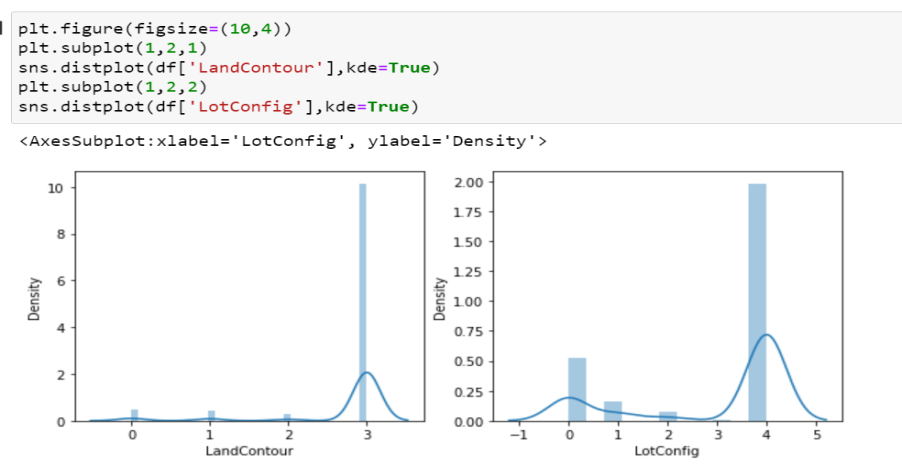 plt.figure(figsize=(10,4))
plt.subplot(1,2,1)
sns.distplot(df['LandContour'],kde=True)
plt.subplot(1,2,2)
sns.distplot(df['LotConfig'],kde=True)
<AxesSubplot:xlabel='LotConfig', ylabel='Density'>
10
8
6
4
2
0
Density
0 1 2 3
LandContour
2.00
1.75
1.50
1.25
1.00
0.75
0.50
0.25
0.00
Density
−1 0 1 2 3 4 5
LotConfig